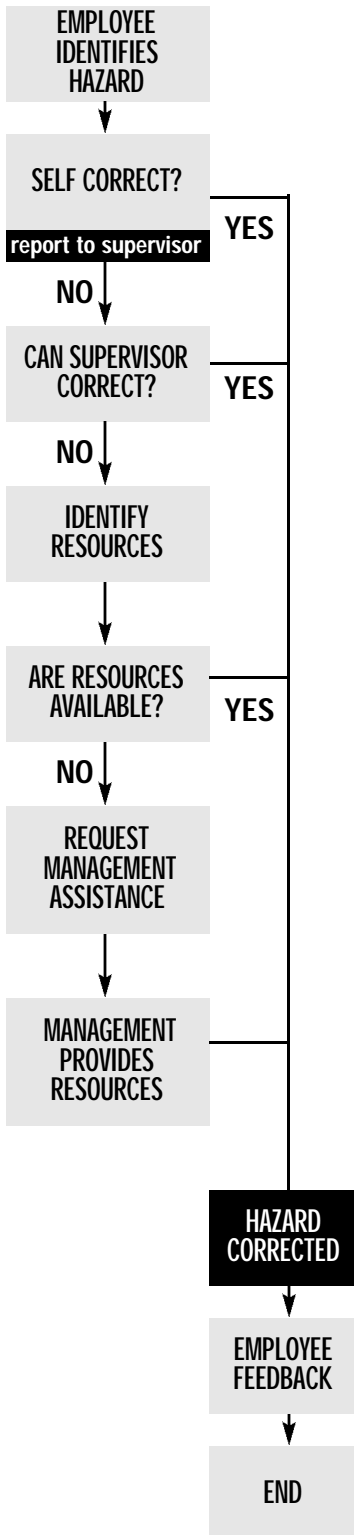 EMPLOYEE
IDENTIFIES
HAZARD
SELF CORRECT?
YES
report to supervisor
NO
CAN SUPERVISOR
CORRECT?
YES
NO
IDENTIFY
RESOURCES
ARE RESOURCES
AVAILABLE?
YES
NO
REQUEST
MANAGEMENT
ASSISTANCE
MANAGEMENT
PROVIDES
RESOURCES
HAZARD
CORRECTED
EMPLOYEE
FEEDBACK
END